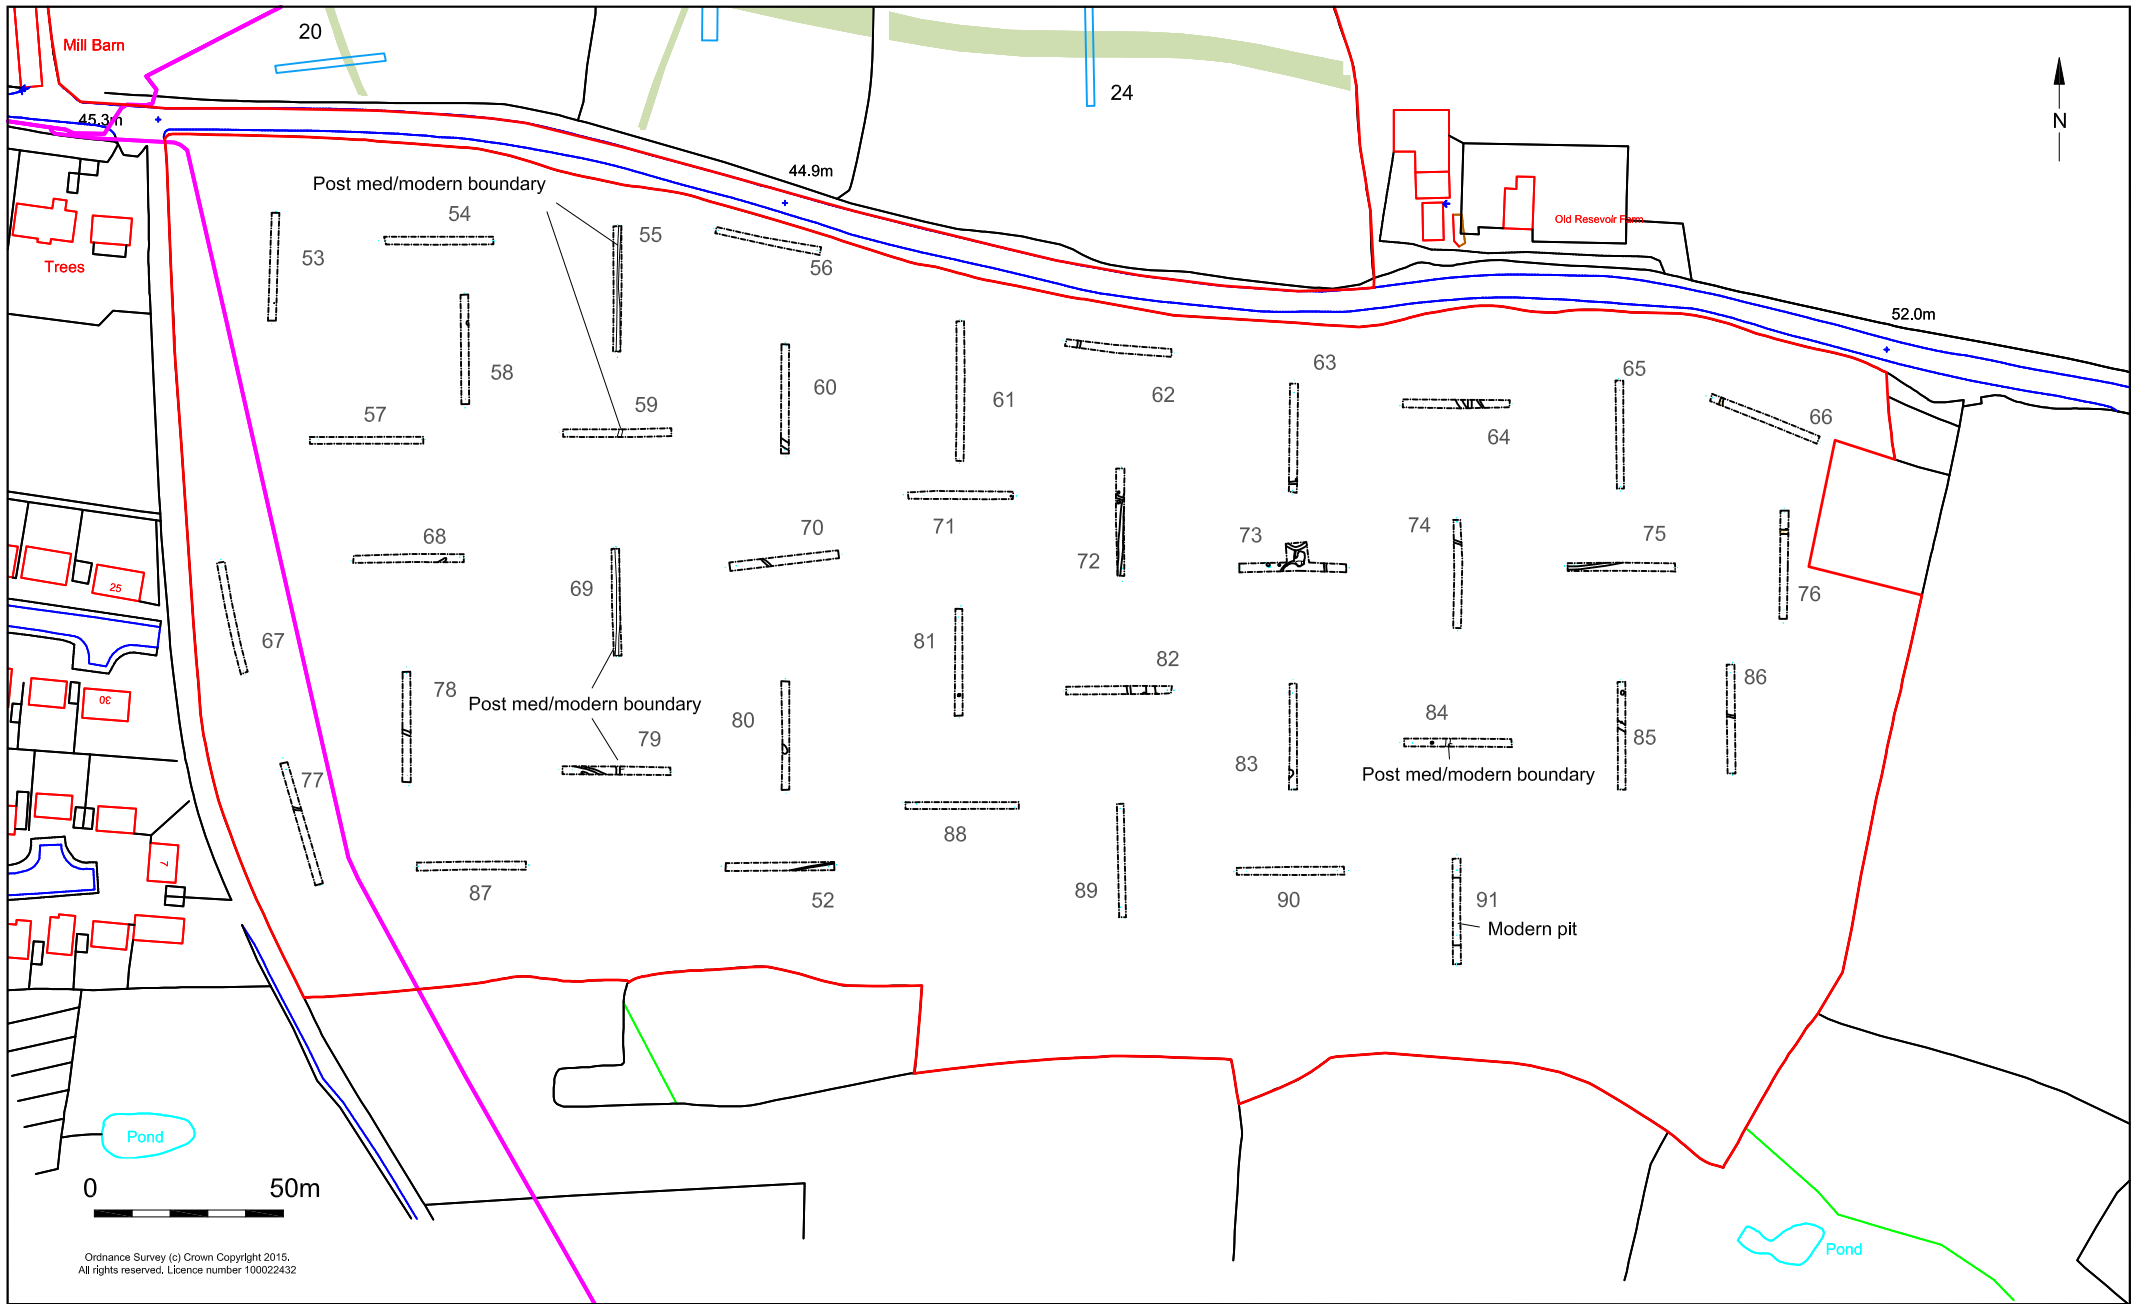 20
Mill Barn
24
45.3m
N
44.9m
Post med/modern boundary
54
55
Old Resevoir Farm
53
56
Trees
52.0m
58
60
61
62
63
65
57
59
64
66
68
70
71
72
73
74
75
69
25
76
67
81
82
78
30
86
Post med/modern boundary
80
79
84
85
77
83
Post med/modern boundary
88
7
87
52
89
90
91
Modern pit
Pond
0 50m
Pond
Ordnance Survey (c) Crown Copyright 2015.
All rights reserved. Licence number 100022432